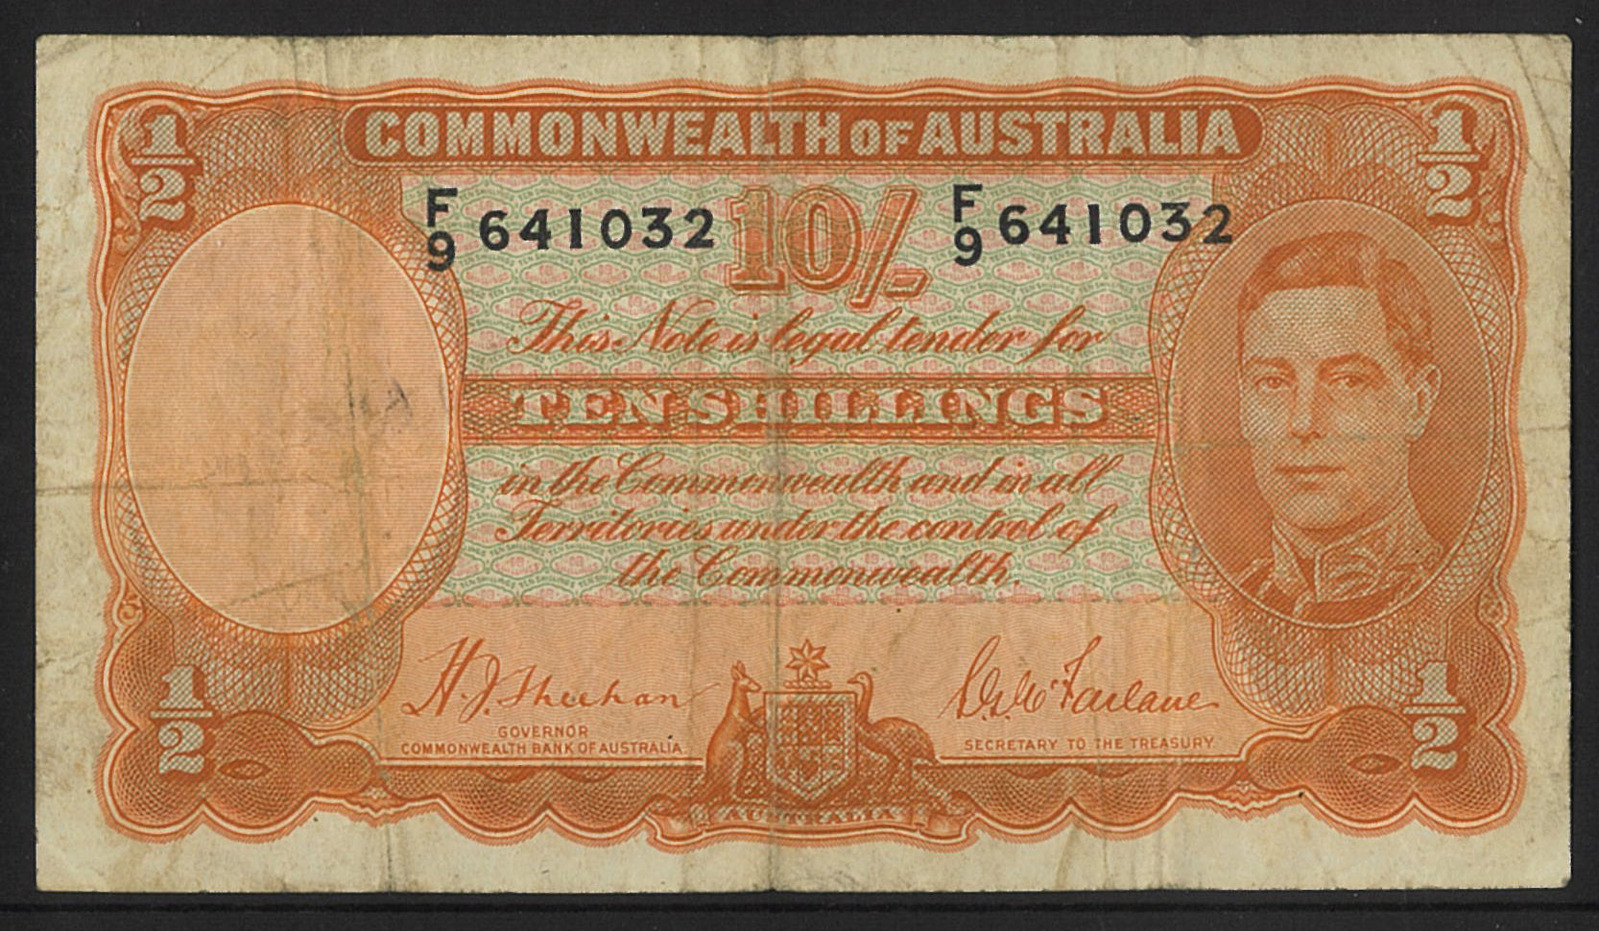 COMMONWEALTH OF AUSTRALIA
1/2
1/2
F/9 641032
10/-
F/9 641032
This Note is legal tender for
TEN SHILLINGS
in the Commonwealth and in all
Territories under the control of
the Commonwealth.
H.J. Sheehan
GOVERNOR
COMMONWEALTH BANK OF AUSTRALIA.
McFarlane
SECRETARY TO THE TREASURY
1/2
1/2
AUSTRALIA